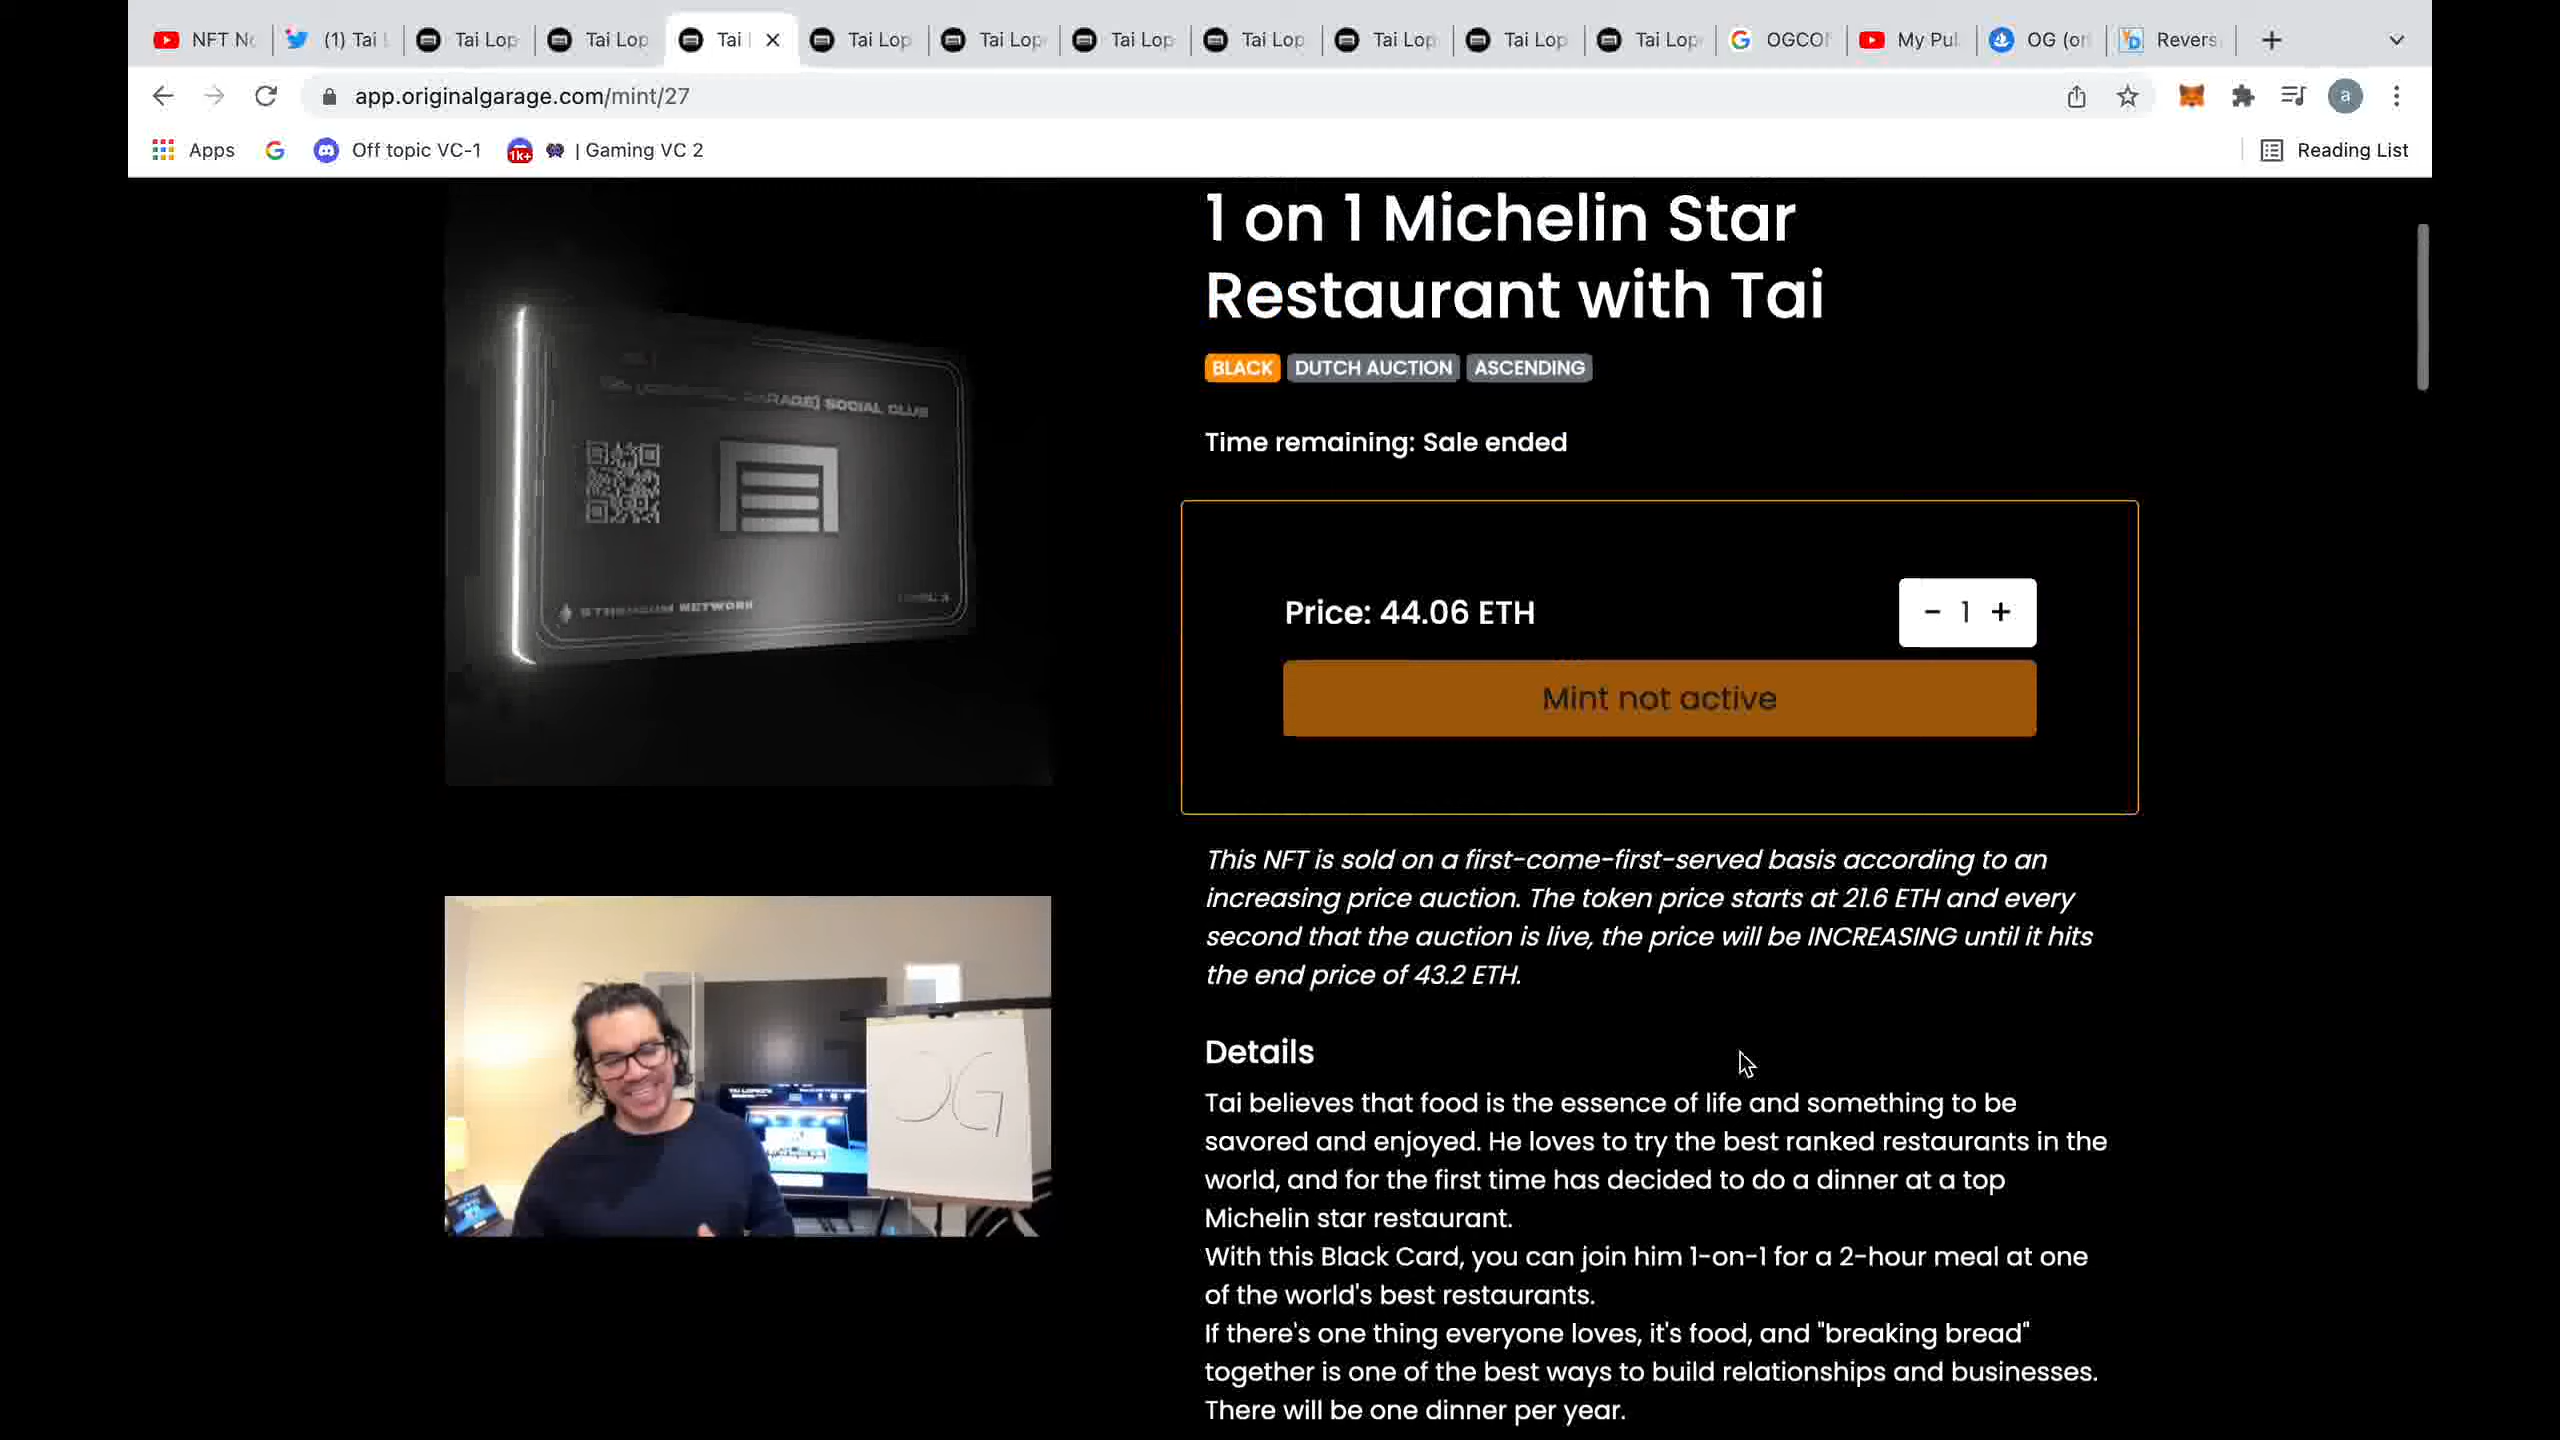 NFT No
(1) Tai L
Tai Lop
Tai Lop
Tai
Tai Lop
Tai Lop
Tai Lop
Tai Lop
Tai Lop
Tai Lop
Tai Lop
OGCO
My Pu
OG (or
Revers
app.originalgarage.com/mint/27
a
Apps
Off topic VC-1
1k+
| Gaming VC 2
Reading List
1 on 1 Michelin Star
Restaurant with Tai
BLACK DUTCH AUCTION ASCENDING
Time remaining: Sale ended
SOCIAL CLUB
ETHEREUM NETWORK
Price: 44.06 ETH
- 1 +
Mint not active
This NFT is sold on a first-come-first-served basis according to an
increasing price auction. The token price starts at 21.6 ETH and every
second that the auction is live, the price will be INCREASING until it hits
the end price of 43.2 ETH.
OG
Details
Tai believes that food is the essence of life and something to be
savored and enjoyed. He loves to try the best ranked restaurants in the
world, and for the first time has decided to do a dinner at a top
Michelin star restaurant.
With this Black Card, you can join him 1-on-1 for a 2-hour meal at one
of the world's best restaurants.
If there's one thing everyone loves, it's food, and "breaking bread"
together is one of the best ways to build relationships and businesses.
There will be one dinner per year.